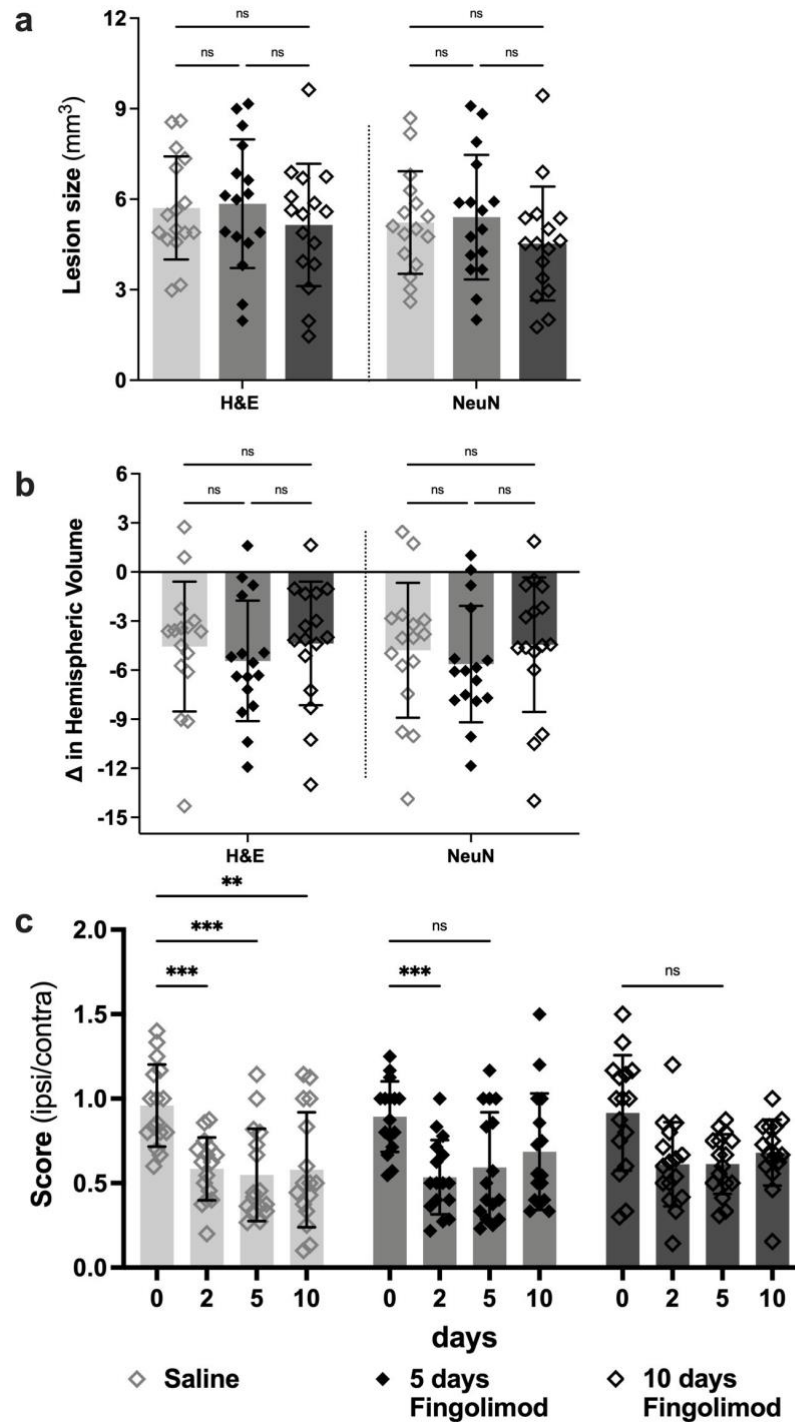 a
12
9
6
3
0
Lesion size (mm³)
ns
ns ns
ns
ns ns
H&E NeuN
b
6
3
0
-3
-6
-9
-12
-15
Δ in Hemispheric Volume
ns
ns ns
ns
ns ns
H&E NeuN
c
2.0
1.5
1.0
0.5
0.0
Score (ipsi/contra)
**
***
***
ns
***
ns
0 2 5 10 0 2 5 10 0 2 5 10
days
Saline
5 days
Fingolimod
10 days
Fingolimod